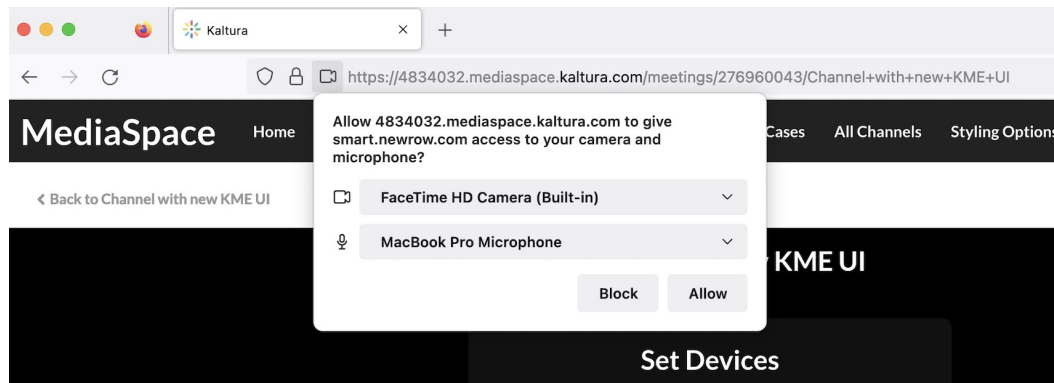 Kaltura
https://4834032.mediaspace.kaltura.com/meetings/276960043/Channel+with+new+KME+UI
MediaSpace Home Cases All Channels Styling Options
Allow 4834032.mediaspace.kaltura.com to give
smart.newrow.com access to your camera and
microphone?
Back to Channel with new KME UI
FaceTime HD Camera (Built-in)
MacBook Pro Microphone
KME UI
Block Allow
Set Devices